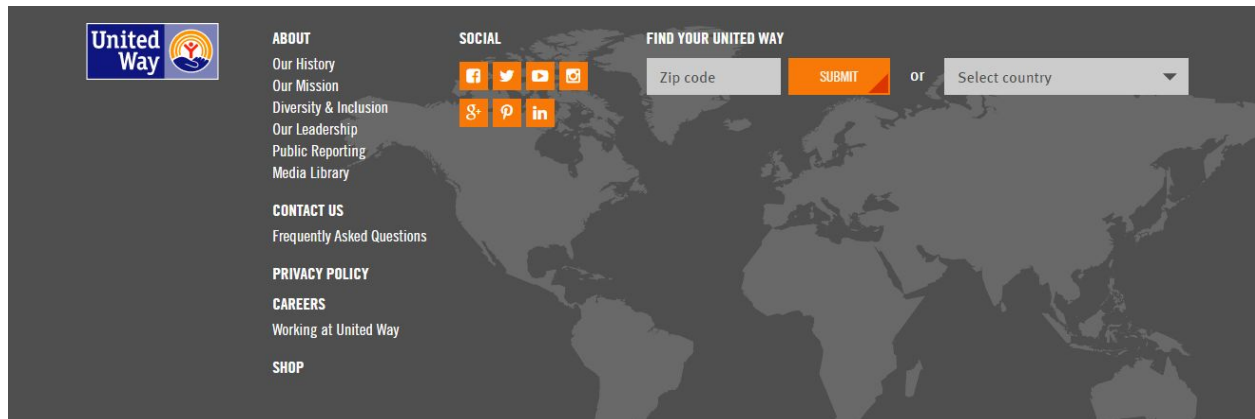 United
Way
ABOUT
Our History
Our Mission
Diversity & Inclusion
Our Leadership
Public Reporting
Media Library
CONTACT US
Frequently Asked Questions
PRIVACY POLICY
CAREERS
Working at United Way
SHOP
SOCIAL
FIND YOUR UNITED WAY
Zip code SUBMIT or Select country